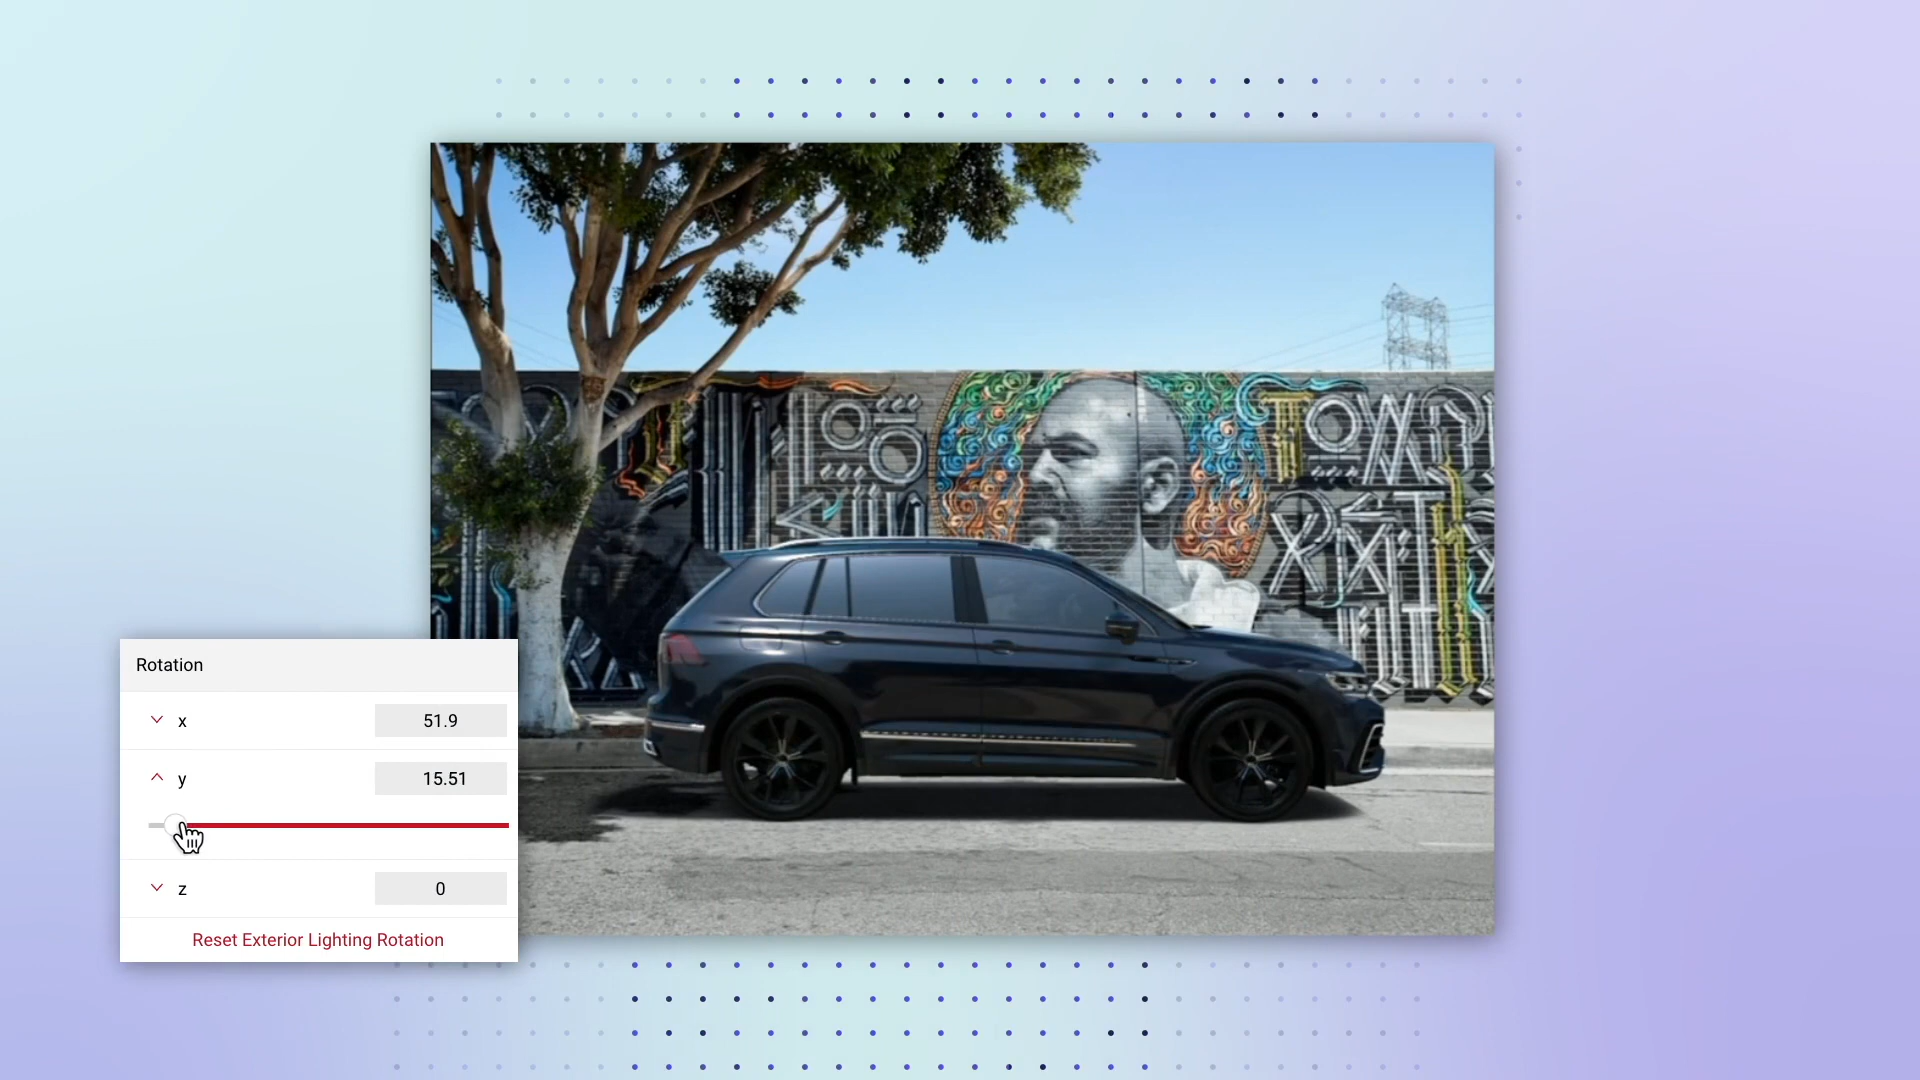 Rotation
x 51.9
y 15.51
z 0
Reset Exterior Lighting Rotation